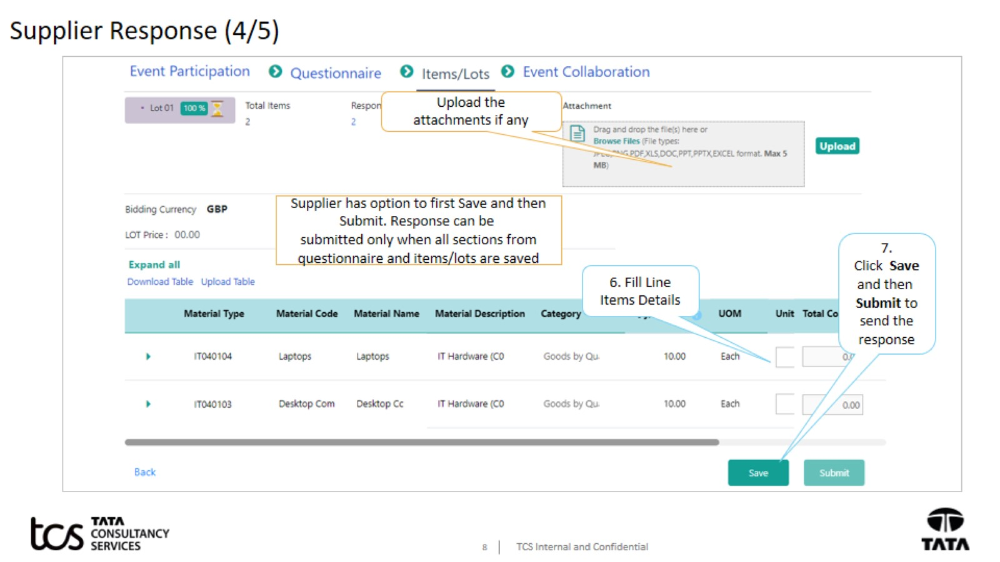 Supplier Response (4/5)
Event Participation Questionnaire Items/Lots Event Collaboration
Lot 01 100 %
Total Items
2
Respon
2
Upload the
attachments if any
Attachment
Drag and drop the file(s) here or
Browse Files (File types:
PDF,XLS,DOC,PPT,PPTX,EXCEL format. Max 5
MB)
Upload
Bidding Currency GBP
LOT Price : 00.00
Supplier has option to first Save and then
Submit. Response can be
submitted only when all sections from
questionnaire and items/lots are saved
Expand all
Download Table Upload Table
6. Fill Line
Items Details
7.
Click Save
and then
Submit to
send the
response
Material Type Material Code Material Name Material Description Category UOM Unit Total Co
IT040104 Laptops Laptops IT Hardware (C0 Goods by Qu 10.00 Each 0.0
IT040103 Desktop Com Desktop Cc IT Hardware (C0 Goods by Qu 10.00 Each 0.00
Back
Save Submit
tcs TATA
CONSULTANCY
SERVICES
8 TCS Internal and Confidential
TATA